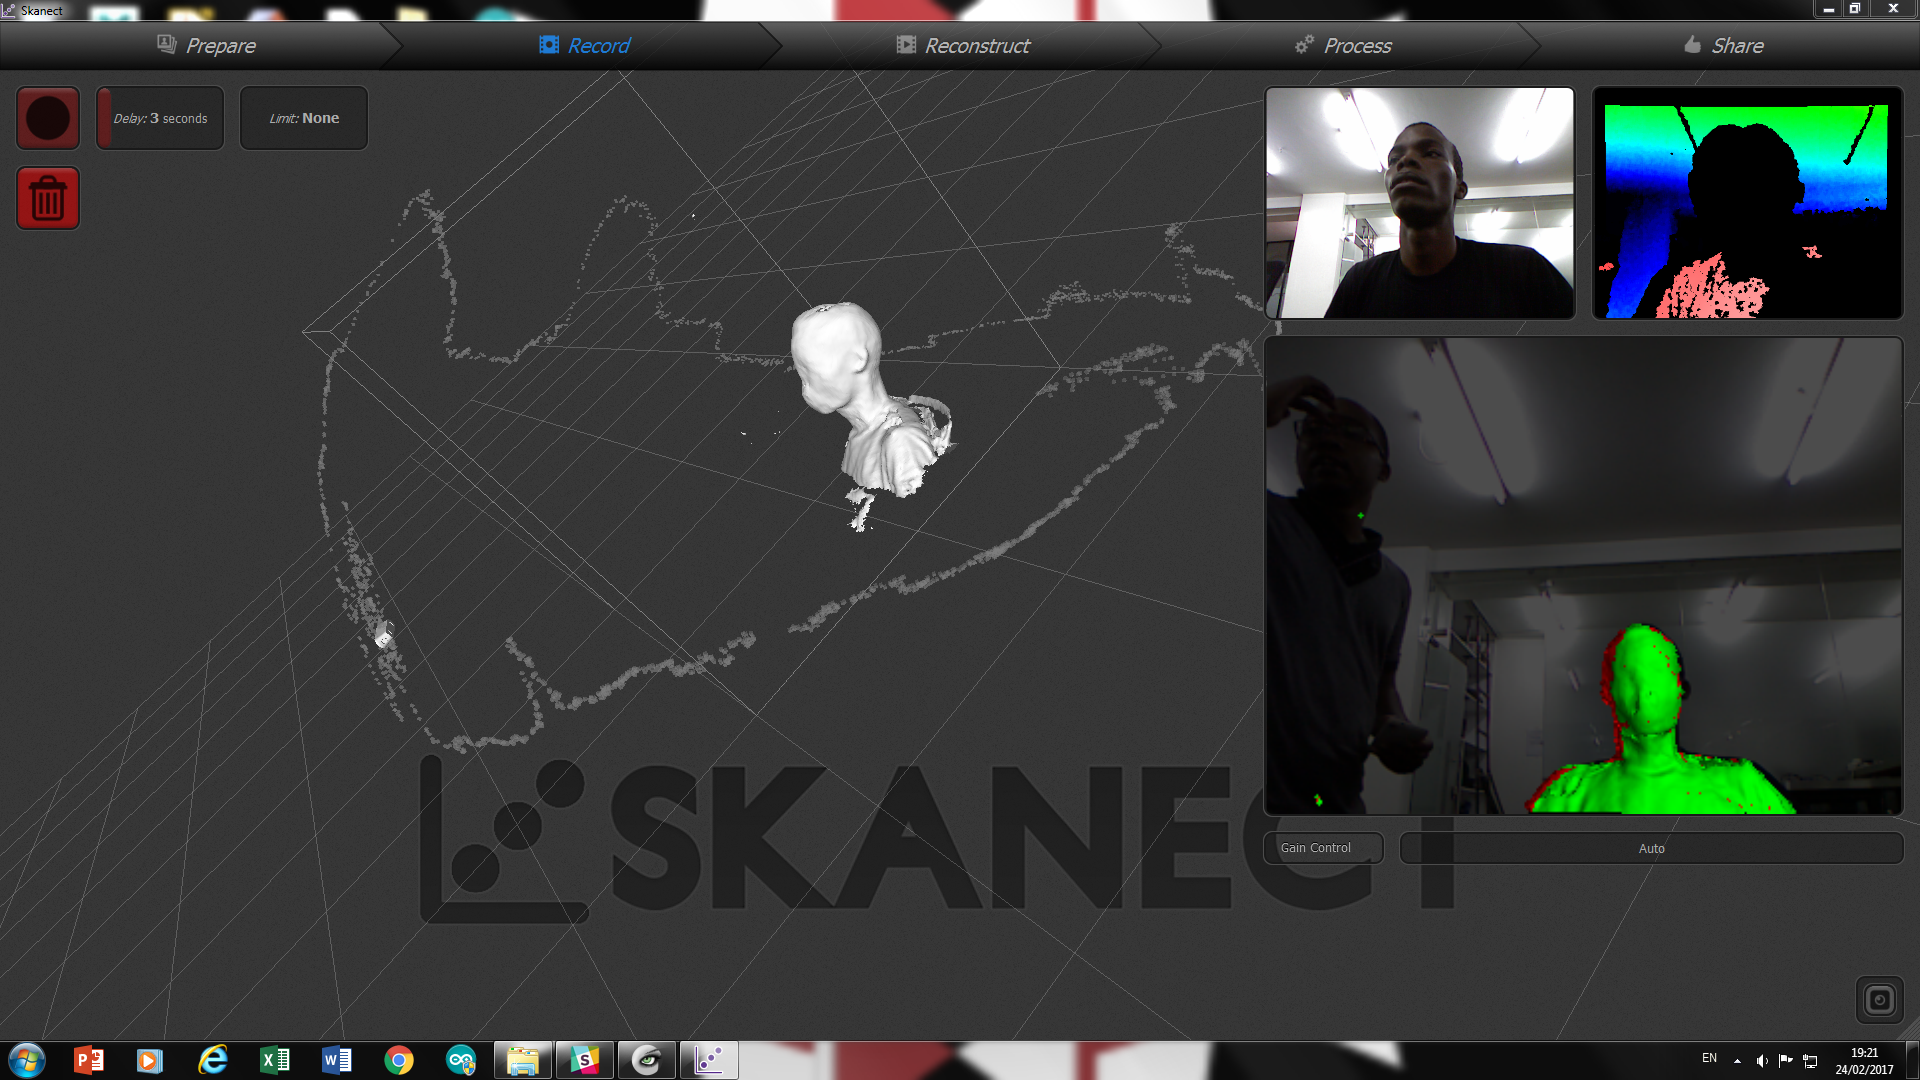 Skanect
Prepare
Record
Reconstruct
Process
Share
Delay: 3 seconds
Limit: None
SKANECT
Gain Control
Auto
EN
19:21
24/02/2017